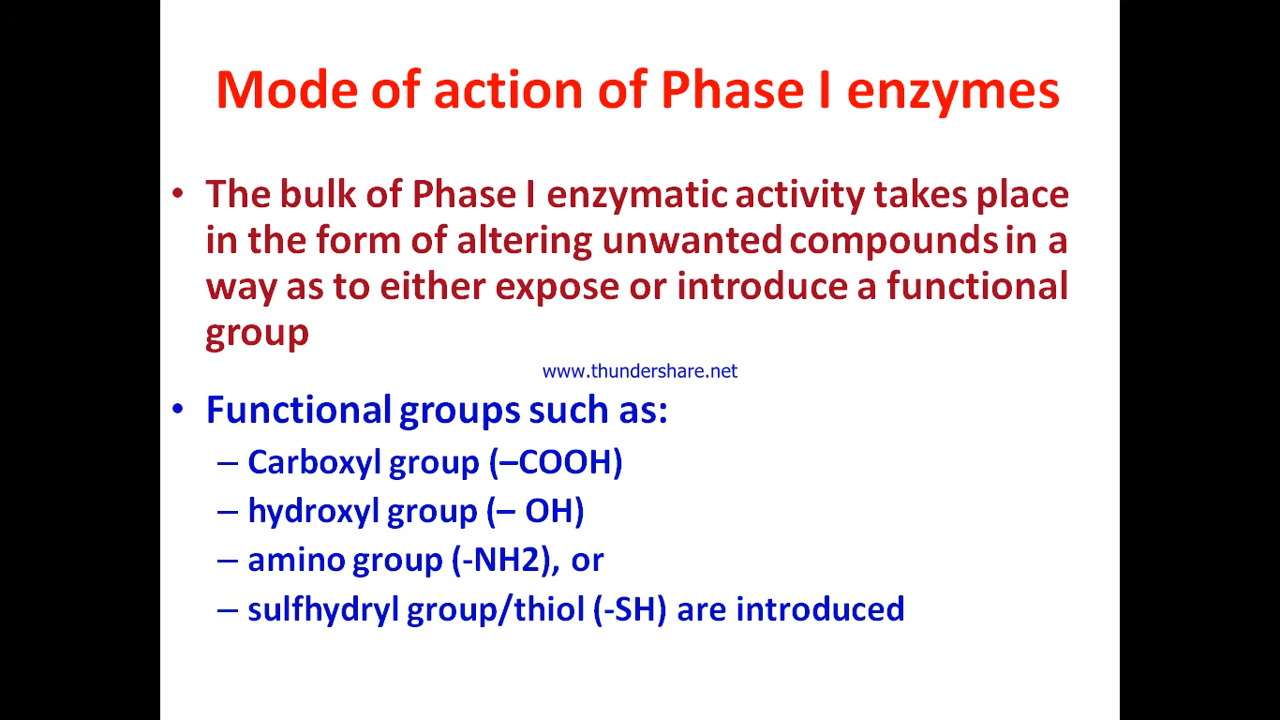 Mode of action of Phase I enzymes
• The bulk of Phase I enzymatic activity takes place
in the form of altering unwanted compounds in a
way as to either expose or introduce a functional
group
www.thundershare.net
• Functional groups such as:
– Carboxyl group (–COOH)
– hydroxyl group (– OH)
– amino group (-NH2), or
– sulfhydryl group/thiol (-SH) are introduced